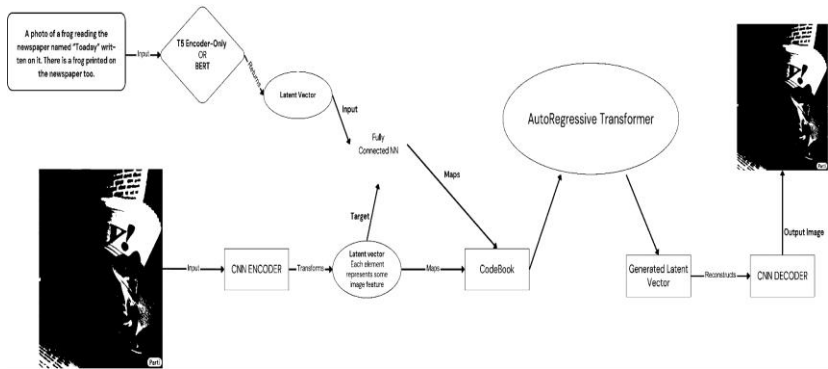 A photo of a frog reading the
newspaper named "Toaday" writ-
ten on it. There is a frog printed on
the newspaper too.
Input
T5 Encoder-Only
OR
BERT
Returns
Latent Vector
Input
Fully
Connected NN
Maps
Target
AutoRegressive Transformer
Input
CNN ENCODER
Transforms
Latent vector
Each element
represents some
image feature
Maps
CodeBook
Generated Latent
Vector
Reconstructs
CNN DECODER
Output Image
Parti
Parti